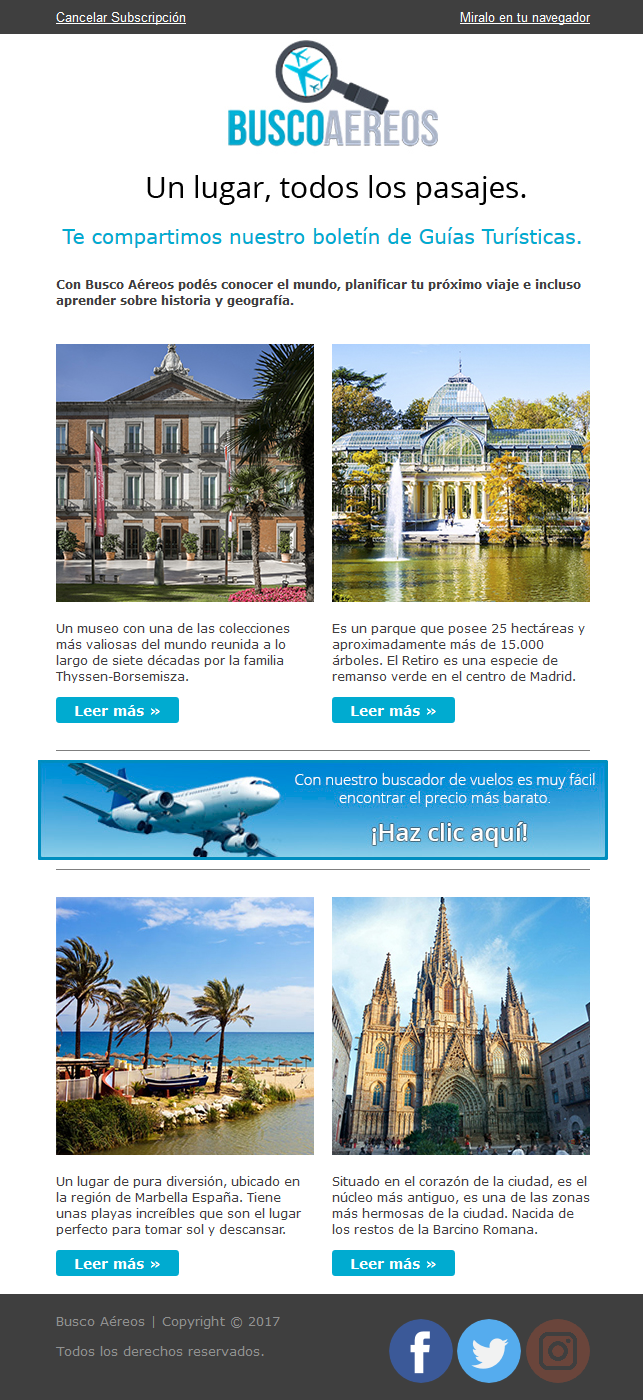 Cancelar Subscripción
Miralo en tu navegador
BUSCOAEREOS
Un lugar, todos los pasajes.
Te compartimos nuestro boletín de Guías Turísticas.
Con Busco Aéreos podés conocer el mundo, planificar tu próximo viaje e incluso
aprender sobre historia y geografía.
Un museo con una de las colecciones
más valiosas del mundo reunida a lo
largo de siete décadas por la familia
Thyssen-Borsemisza.
Leer más »
Es un parque que posee 25 hectáreas y
aproximadamente más de 15.000
árboles. El Retiro es una especie de
remanso verde en el centro de Madrid.
Leer más »
Con nuestro buscador de vuelos es muy fácil
encontrar el precio más barato.
¡Haz clic aquí!
Un lugar de pura diversión, ubicado en
la región de Marbella España. Tiene
unas playas increíbles que son el lugar
perfecto para tomar sol y descansar.
Leer más »
Situado en el corazón de la ciudad, es el
núcleo más antiguo, es una de las zonas
más hermosas de la ciudad. Nacida de
los restos de la Barcino Romana.
Leer más »
Busco Aéreos | Copyright © 2017
Todos los derechos reservados.